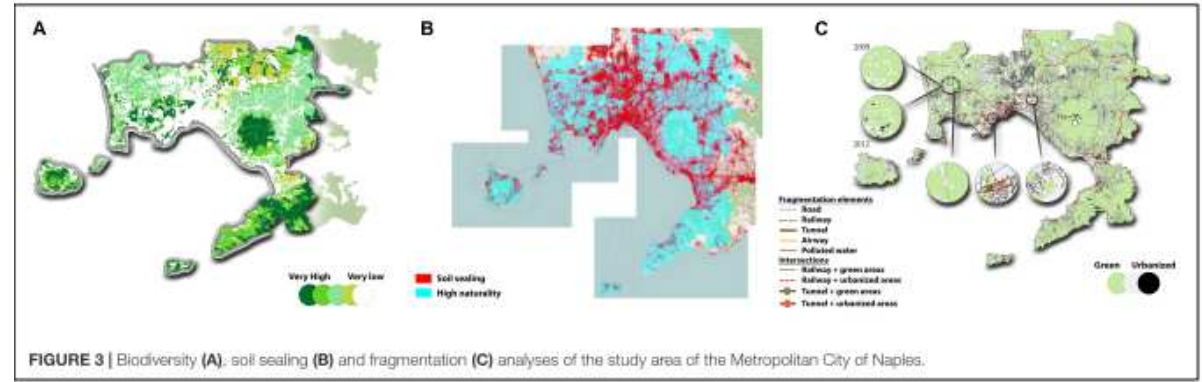 A
B
C
2008
2012
Very High Very low
Soil sealing
High naturality
Fragmentation elements
Road
Railway
Tunnel
Airway
Polluted water
Intersections
Railway + green areas
Railway + urbanized areas
Tunnel + green areas
Tunnel + urbanized areas
Green Urbanized
FIGURE 3 | Biodiversity (A), soil sealing (B) and fragmentation (C) analyses of the study area of the Metropolitan City of Naples.